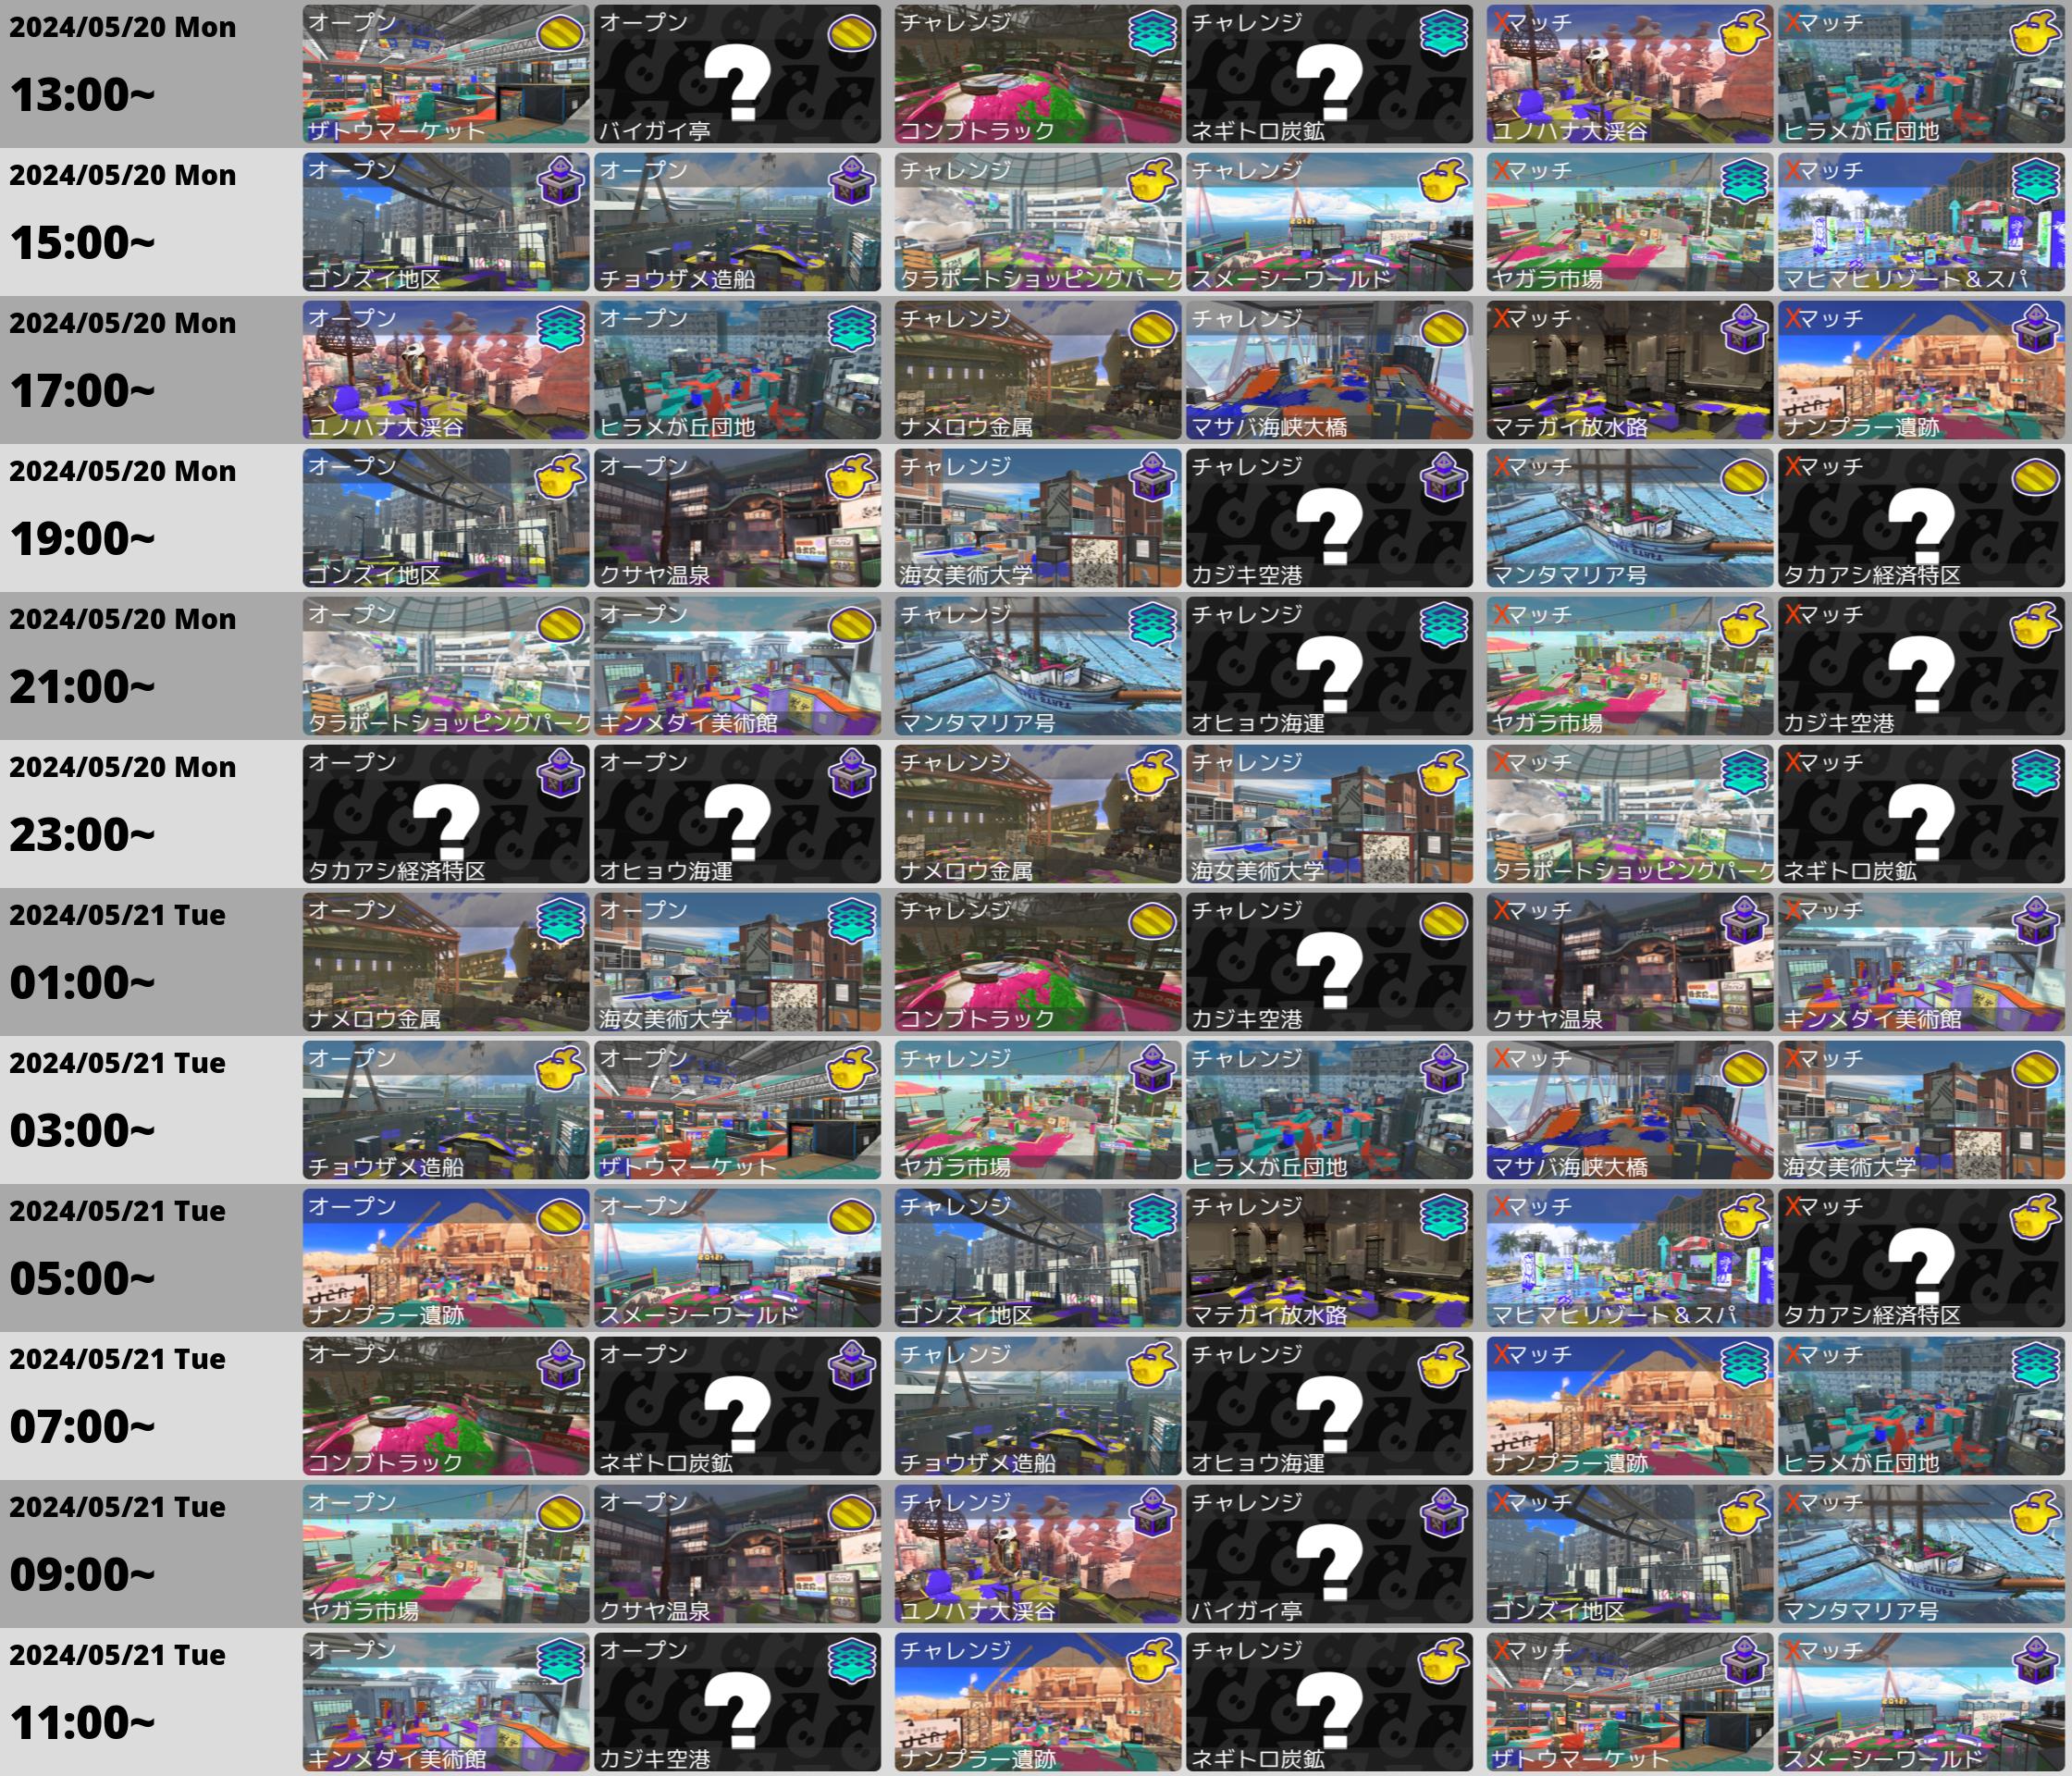 2024/05/20 Mon
13:00~
オープン
ザトウマーケット
オープン
バイガイ亭
チャレンジ
コンブトラック
チャレンジ
ネギトロ炭鉱
Xマッチ
ユノハナ大渓谷
Xマッチ
ヒラメが丘団地
2024/05/20 Mon
15:00~
オープン
ゴンズイ地区
オープン
チョウザメ造船
チャレンジ
タラポートショッピングパーク
チャレンジ
スメーシーワールド
Xマッチ
ヤガラ市場
Xマッチ
マヒマヒリゾート&スパ
2024/05/20 Mon
17:00~
オープン
ユノハナ大渓谷
オープン
ヒラメが丘団地
チャレンジ
ナメロウ金属
チャレンジ
マサバ海峡大橋
Xマッチ
マテガイ放水路
Xマッチ
ナンプラー遺跡
2024/05/20 Mon
19:00~
オープン
ゴンズイ地区
オープン
クサヤ温泉
チャレンジ
海女美術大学
チャレンジ
カジキ空港
Xマッチ
マンタマリア号
Xマッチ
タカアシ経済特区
2024/05/20 Mon
21:00~
オープン
タラポートショッピングパーク
オープン
キンメダイ美術館
チャレンジ
マンタマリア号
チャレンジ
オヒョウ海運
Xマッチ
ヤガラ市場
Xマッチ
カジキ空港
2024/05/20 Mon
23:00~
オープン
タカアシ経済特区
オープン
オヒョウ海運
チャレンジ
ナメロウ金属
チャレンジ
海女美術大学
Xマッチ
タラポートショッピングパーク
Xマッチ
ネギトロ炭鉱
2024/05/21 Tue
01:00~
オープン
ナメロウ金属
オープン
海女美術大学
チャレンジ
コンブトラック
チャレンジ
カジキ空港
Xマッチ
クサヤ温泉
Xマッチ
キンメダイ美術館
2024/05/21 Tue
03:00~
オープン
チョウザメ造船
オープン
ザトウマーケット
チャレンジ
ヤガラ市場
チャレンジ
ヒラメが丘団地
Xマッチ
マサバ海峡大橋
Xマッチ
海女美術大学
2024/05/21 Tue
05:00~
オープン
ナンプラー遺跡
オープン
スメーシーワールド
チャレンジ
ゴンズイ地区
チャレンジ
マテガイ放水路
Xマッチ
マヒマヒリゾート&スパ
Xマッチ
タカアシ経済特区
2024/05/21 Tue
07:00~
オープン
コンブトラック
オープン
ネギトロ炭鉱
チャレンジ
チョウザメ造船
チャレンジ
オヒョウ海運
Xマッチ
ナンプラー遺跡
Xマッチ
ヒラメが丘団地
2024/05/21 Tue
09:00~
オープン
ヤガラ市場
オープン
クサヤ温泉
チャレンジ
ユノハナ大渓谷
チャレンジ
バイガイ亭
Xマッチ
ゴンズイ地区
Xマッチ
マンタマリア号
2024/05/21 Tue
11:00~
オープン
キンメダイ美術館
オープン
カジキ空港
チャレンジ
ナンプラー遺跡
チャレンジ
ネギトロ炭鉱
Xマッチ
ザトウマーケット
Xマッチ
スメーシーワールド